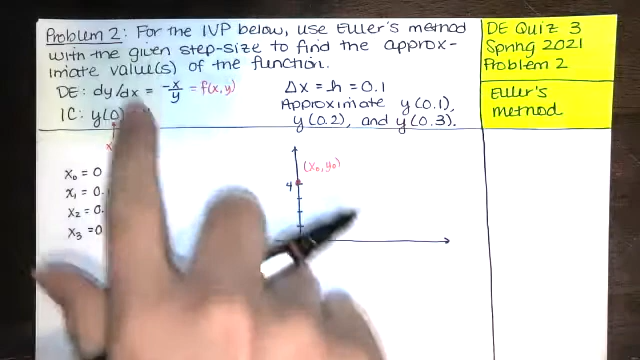 Problem 2: For the IVP below, use Euler's method
with the given step-size to find the approx-
imate value(s) of the function.
DE: dy/dx = -x/y = f(x,y)
Δx = h = 0.1
IC: y(0)
Approximate y(0.1),
y(0.2), and y(0.3).
DE Quiz 3
Spring 2021
Problem 2
Euler's
method
x₀ = 0
x₁ = 0.
x₂ = 0.
x₃ = 0
(x₀, y₀)
4